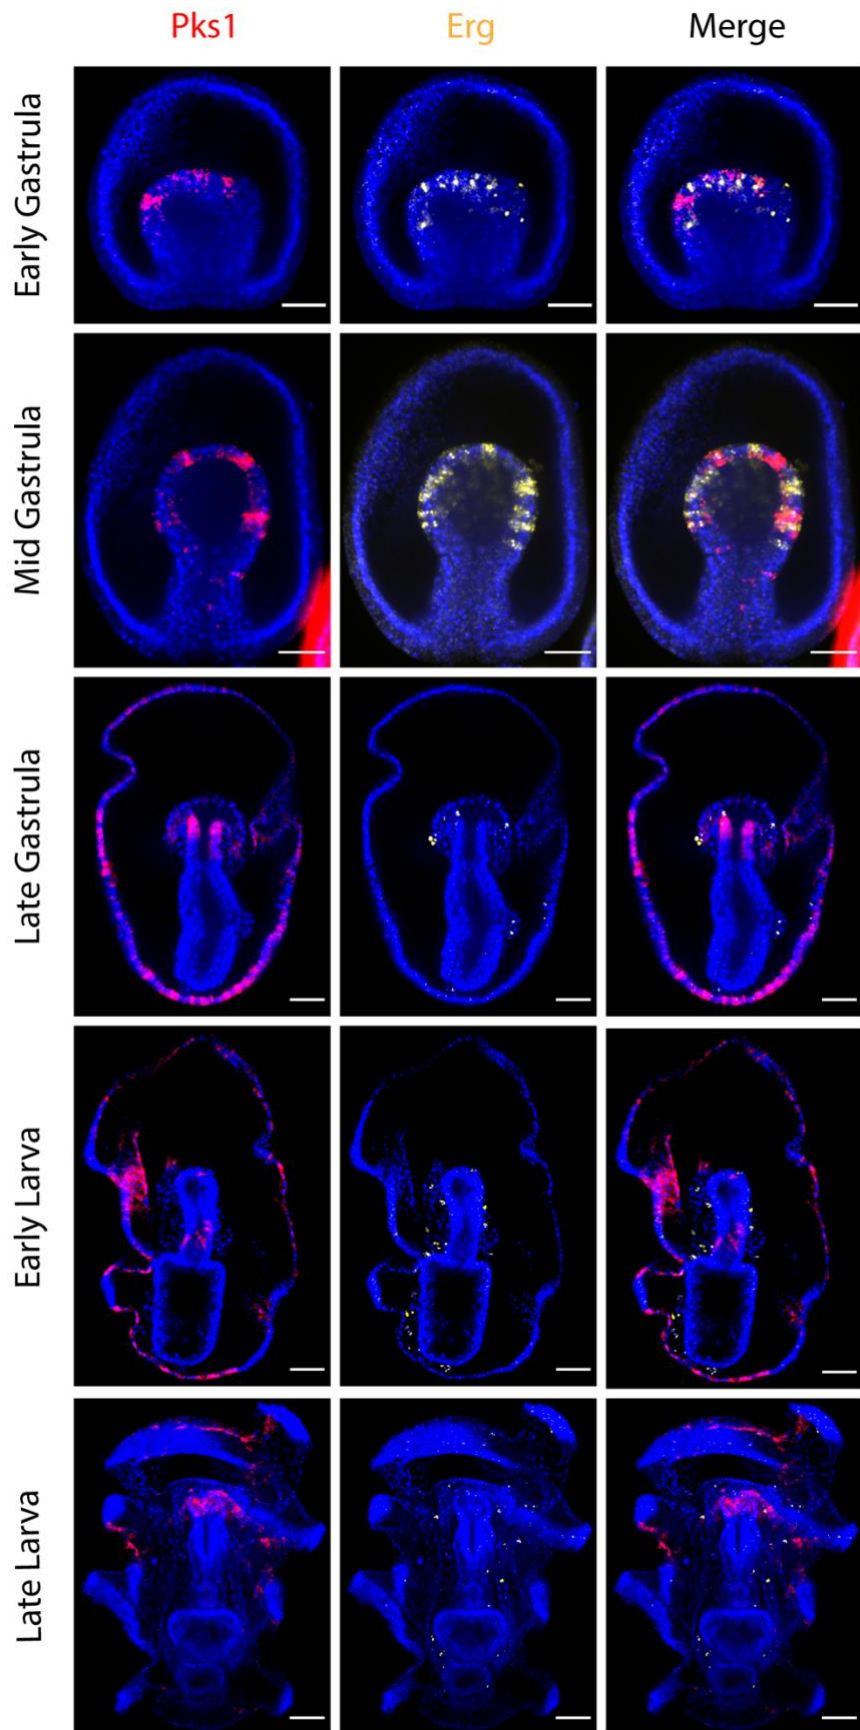 Pks1 Erg Merge
Early Gastrula
Mid Gastrula
Late Gastrula
Early Larva
Late Larva